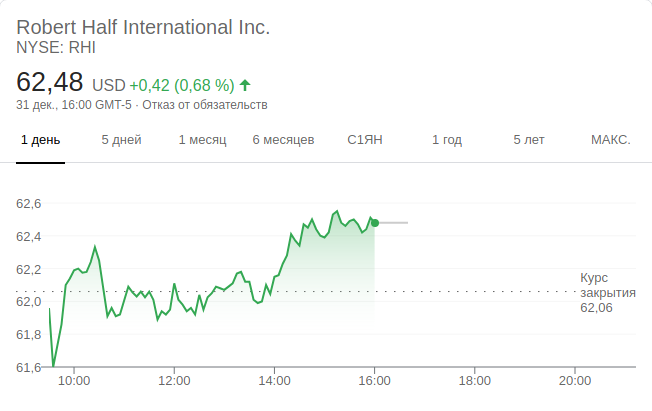 Robert Half International Inc.
NYSE: RHI
62,48 USD +0,42 (0,68 %)
31 дек., 16:00 GMT-5 · Отказ от обязательств
1 день 5 дней 1 месяц 6 месяцев С1ЯН 1 год 5 лет МАКС.
62,6
62,4
62,2
62,0
61,8
61,6
Курс
закрытия
62,06
10:00 12:00 14:00 16:00 18:00 20:00